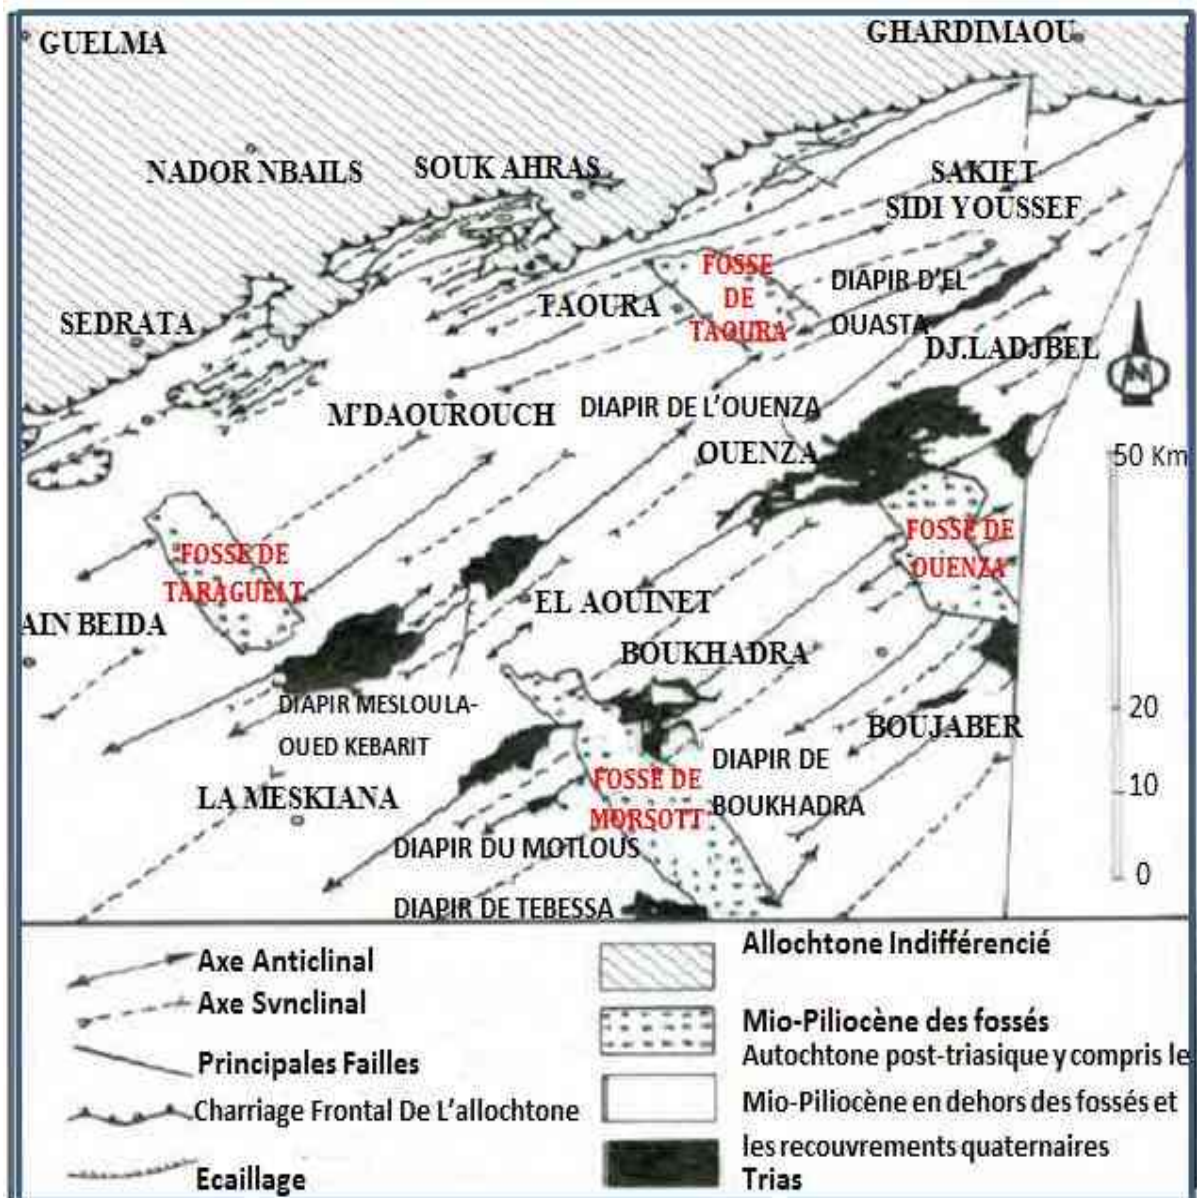 GUELMA
GHARDIMAOU
NADOR NBAILS
SOUK AHRAS
SAKIET
SIDI YOUSSEF
FOSSE
DE
TAOURA
DIAPIR D'EL
OUASTA
TAOURA
SEDRATA
DJ.LADJBEL
N
M'DAOUROUCH
DIAPIR DE L'OUENZA
OUENZA
50 Km
FOSSE DE
OUENZA
FOSSE DE
TARAGUELT
EL AOUINET
AIN BEIDA
BOUKHADRA
DIAPIR MESLOULA-
OUED KEBARIT
20
BOUJABER
DIAPIR DE
BOUKHADRA
FOSSE DE
MORSOTT
10
LA MESKIANA
DIAPIR DU MOTLOUS
0
DIAPIR DE TEBESSA
Axe Anticlinal
Axe Svnclinal
Principales Failles
Charriage Frontal De L'allochtone
Ecaillage
Allochtone Indifférencié
Mio-Piliocène des fossés
Autochtone post-triasique y compris le
Mio-Piliocène en dehors des fossés et
les recouvrements quaternaires
Trias